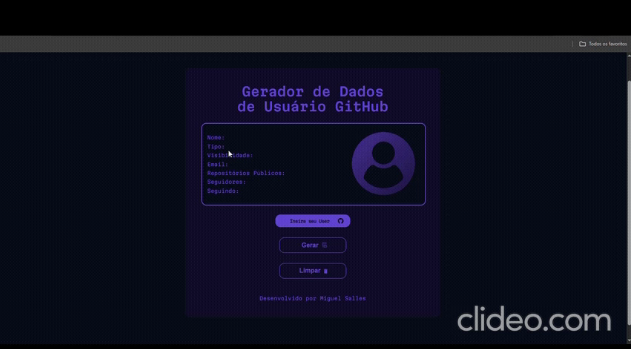 Todos os favoritos
Gerador de Dados
de Usuário GitHub
Nome:
Tipo:
Visibilidade:
Email:
Repositórios Públicos:
Seguidores:
Seguindo:
Insira seu User
Gerar
Limpar
Desenvolvido por Miguel Salles
clideo.com